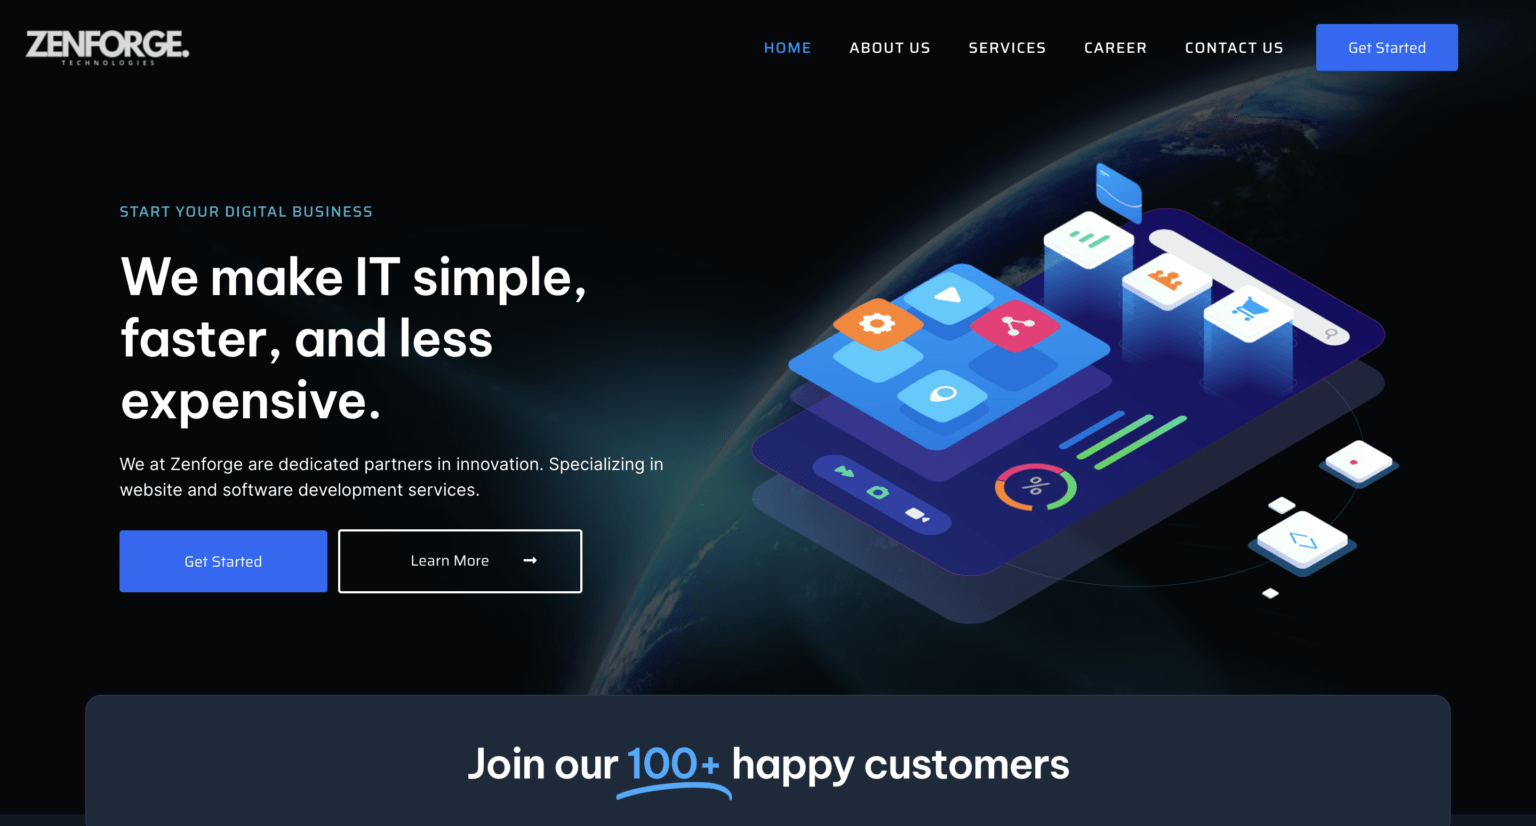 ZENFORGE.
TECHNOLOGIES
HOME
ABOUT US
SERVICES
CAREER
CONTACT US
Get Started
START YOUR DIGITAL BUSINESS
We make IT simple,
faster, and less
expensive.
We at Zenforge are dedicated partners in innovation. Specializing in
website and software development services.
Get Started
Learn More
%
Join our 100+ happy customers